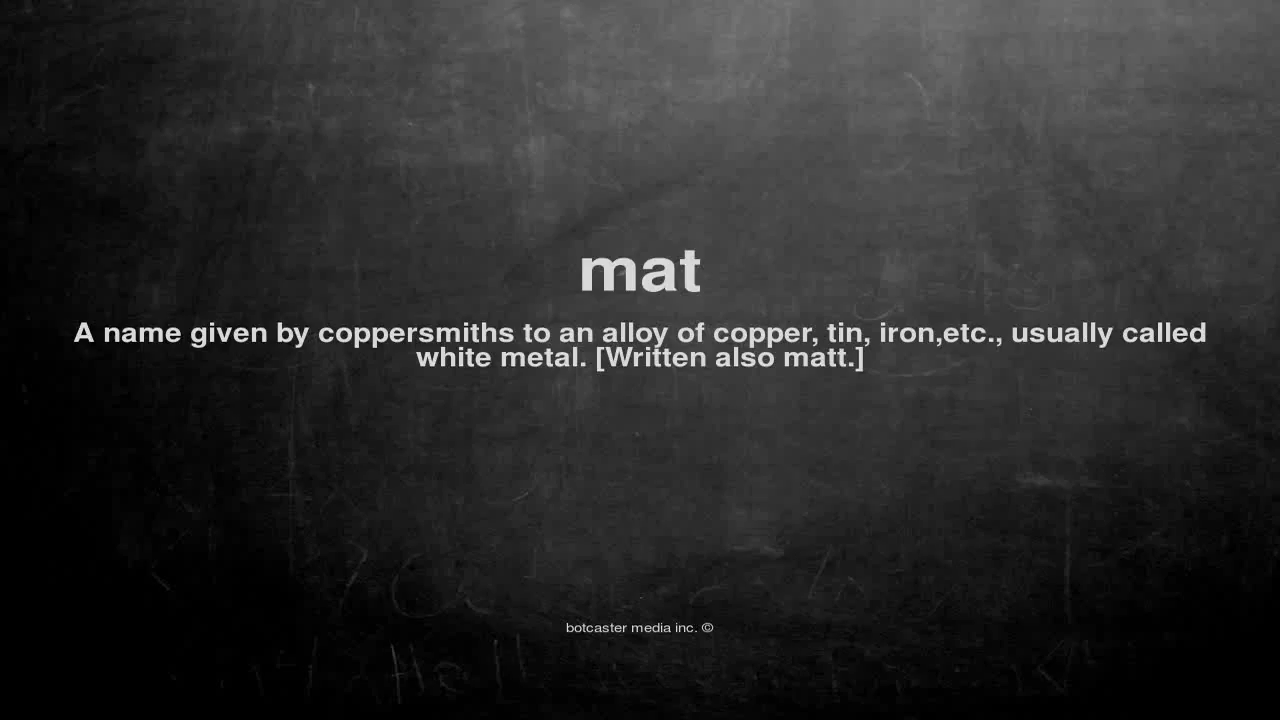 mat
A name given by coppersmiths to an alloy of copper, tin, iron,etc., usually called
white metal. [Written also matt.]
botcaster media inc. ©